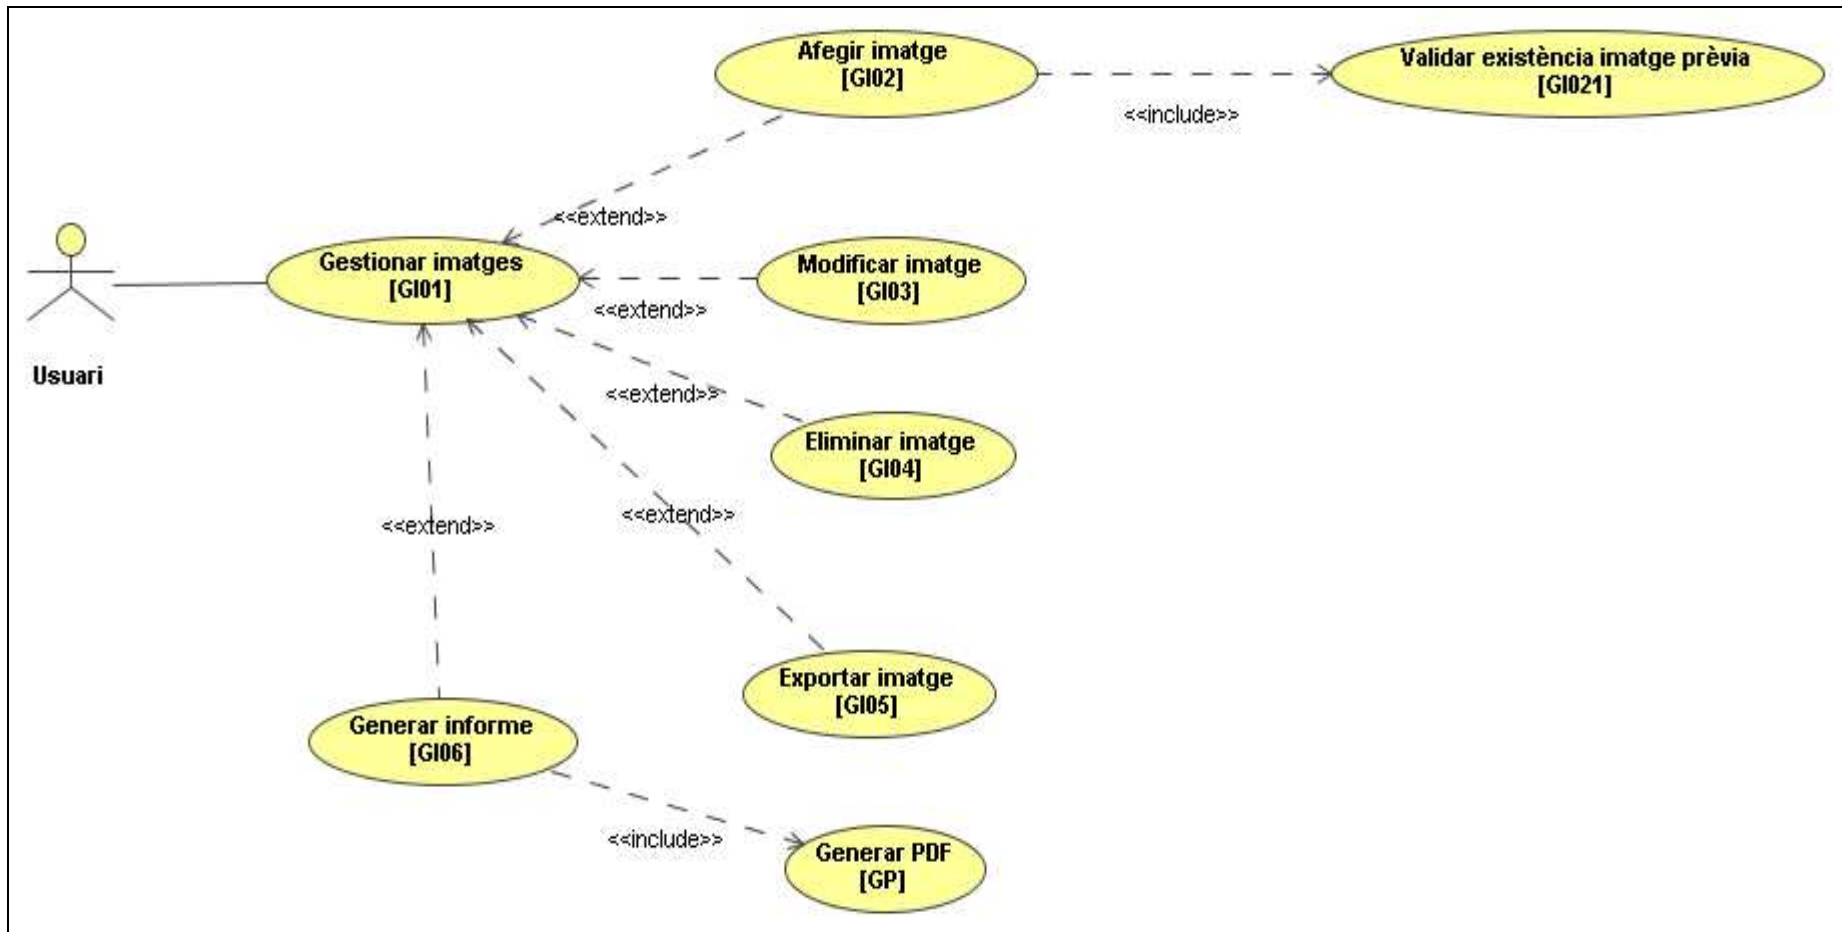 Afegir imatge
[GI02]
Validar existència imatge prèvia
[GI021]
<<include>>
<<extend>>
Gestionar imatges
[GI01]
Modificar imatge
[GI03]
<<extend>>
Usuari
<<extend>>
Eliminar imatge
[GI04]
<<extend>>
<<extend>>
Exportar imatge
[GI05]
Generar informe
[GI06]
<<include>>
Generar PDF
[GP]